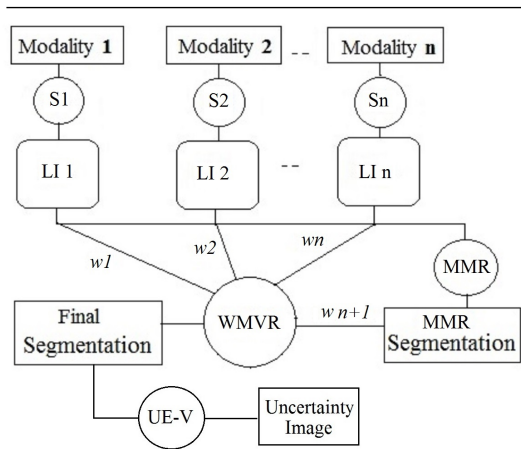 Modality 1
Modality 2
--
Modality n
S1
S2
Sn
LI 1
LI 2
--
LI n
w1
w2
wn
MMR
WMVR
w n+1
Final
Segmentation
MMR
Segmentation
UE-V
Uncertainty
Image